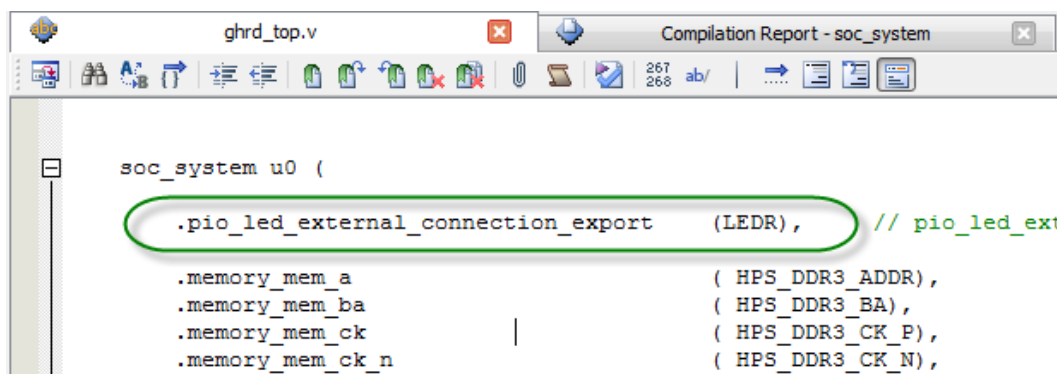 ghrd_top.v
Compilation Report - soc_system
267
268
ab/
soc_system u0 (
.pio_led_external_connection_export (LEDR), // pio_led_ext
.memory_mem_a ( HPS_DDR3_ADDR),
.memory_mem_ba ( HPS_DDR3_BA),
.memory_mem_ck ( HPS_DDR3_CK_P),
.memory_mem_ck_n ( HPS_DDR3_CK_N),